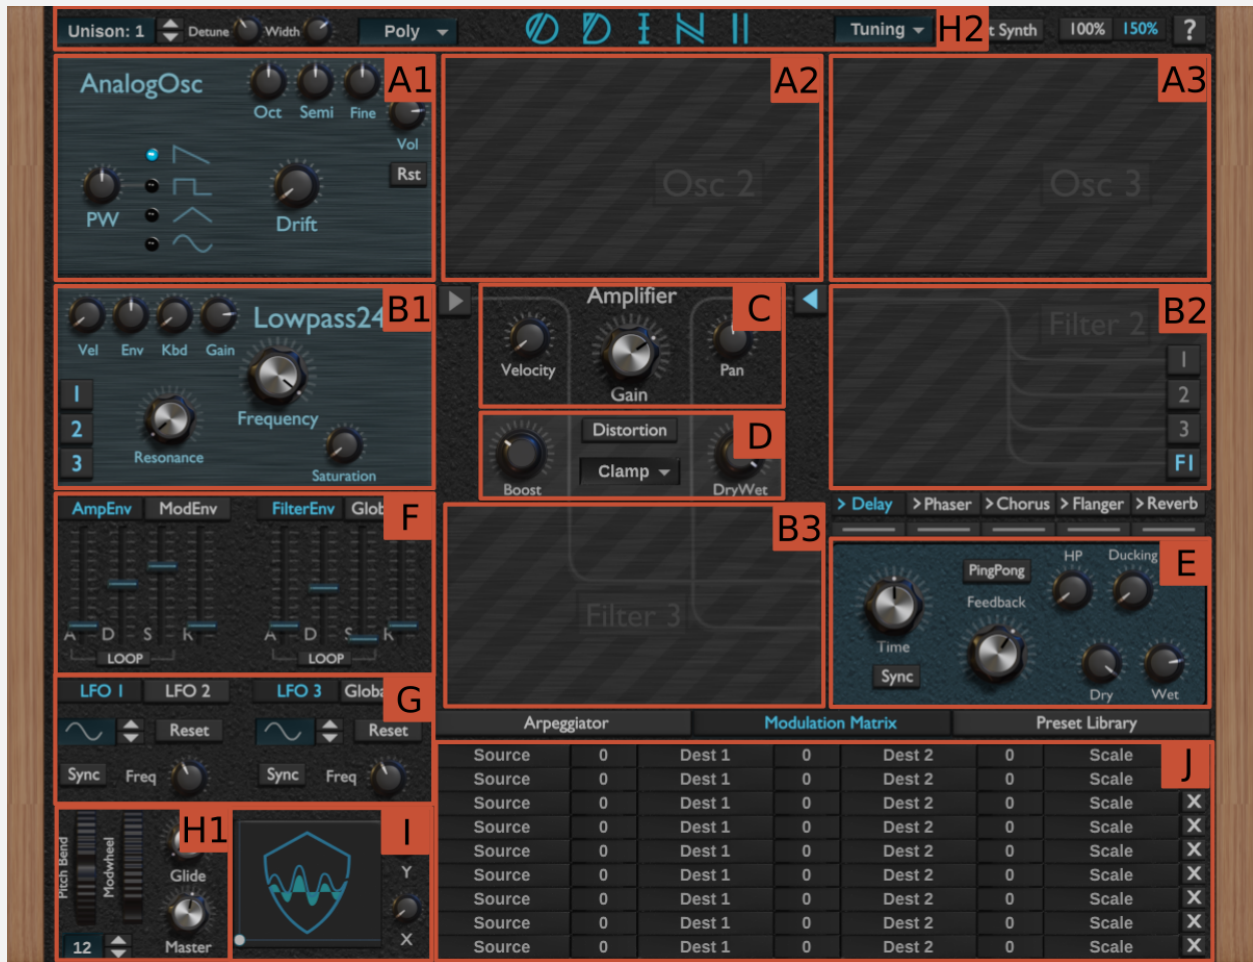 Unison: 1 Detune Width Poly ODIN II Tuning H2 t Synth 100% 150% ?
AnalogOsc A1
Oct Semi Fine
Vol
Rst
PW
Drift
A2
Osc 2
A3
Osc 3
Lowpass24 B1
Vel Env Kbd Gain
1
2
3
Frequency
Resonance
Saturation
Amplifier C
Velocity
Gain
Pan
Distortion D
Clamp
Boost DryWet
Filter 2 B2
1
2
3
F1
AmpEnv ModEnv FilterEnv Glob F
A D S R A D S R
LOOP LOOP
B3
Filter 3
> Delay > Phaser > Chorus > Flanger > Reverb
HP Ducking E
PingPong
Feedback
Time
Sync
Dry Wet
LFO 1 LFO 2 LFO 3 Globa G
Reset Reset
Sync Freq Sync Freq
Arpeggiator Modulation Matrix Preset Library
H1
Pitch Bend
Modwheel
Glide
Master
12
I
Y
X
Source 0 Dest 1 0 Dest 2 0 Scale J
Source 0 Dest 1 0 Dest 2 0 Scale
Source 0 Dest 1 0 Dest 2 0 Scale X
Source 0 Dest 1 0 Dest 2 0 Scale X
Source 0 Dest 1 0 Dest 2 0 Scale X
Source 0 Dest 1 0 Dest 2 0 Scale X
Source 0 Dest 1 0 Dest 2 0 Scale X
Source 0 Dest 1 0 Dest 2 0 Scale X
Source 0 Dest 1 0 Dest 2 0 Scale X